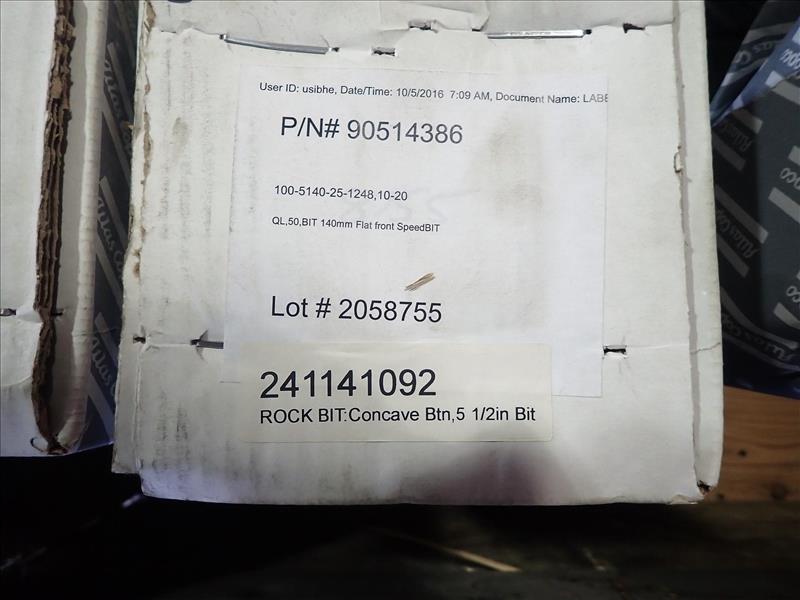 User ID: usibhe, Date/Time: 10/5/2016 7:09 AM, Document Name: LABE
P/N# 90514386
100-5140-25-1248,10-20
QL,50,BIT 140mm Flat front SpeedBIT
Lot # 2058755
241141092
ROCK BIT:Concave Btn,5 1/2in Bit
Atlas Copco